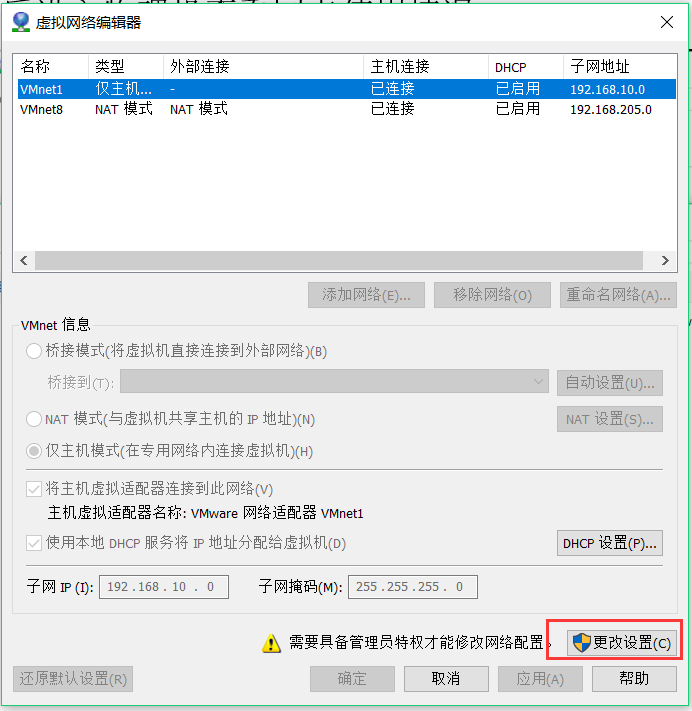 虚拟网络编辑器
名称 类型 外部连接 主机连接 DHCP 子网地址
VMnet1 仅主机... - 已连接 已启用 192.168.10.0
VMnet8 NAT 模式 NAT 模式 已连接 已启用 192.168.205.0
添加网络(E)... 移除网络(O) 重命名网络(A)...
VMnet 信息
桥接模式(将虚拟机直接连接到外部网络)(B)
桥接到(T): 自动设置(U)...
NAT 模式(与虚拟机共享主机的 IP 地址)(N) NAT 设置(S)...
仅主机模式(在专用网络内连接虚拟机)(H)
将主机虚拟适配器连接到此网络(V)
主机虚拟适配器名称: VMware 网络适配器 VMnet1
使用本地 DHCP 服务将 IP 地址分配给虚拟机(D) DHCP 设置(P)...
子网 IP (I): 192 . 168 . 10 . 0 子网掩码(M): 255 . 255 . 255 . 0
需要具备管理员特权才能修改网络配置。 更改设置(C)
还原默认设置(R) 确定 取消 应用(A) 帮助